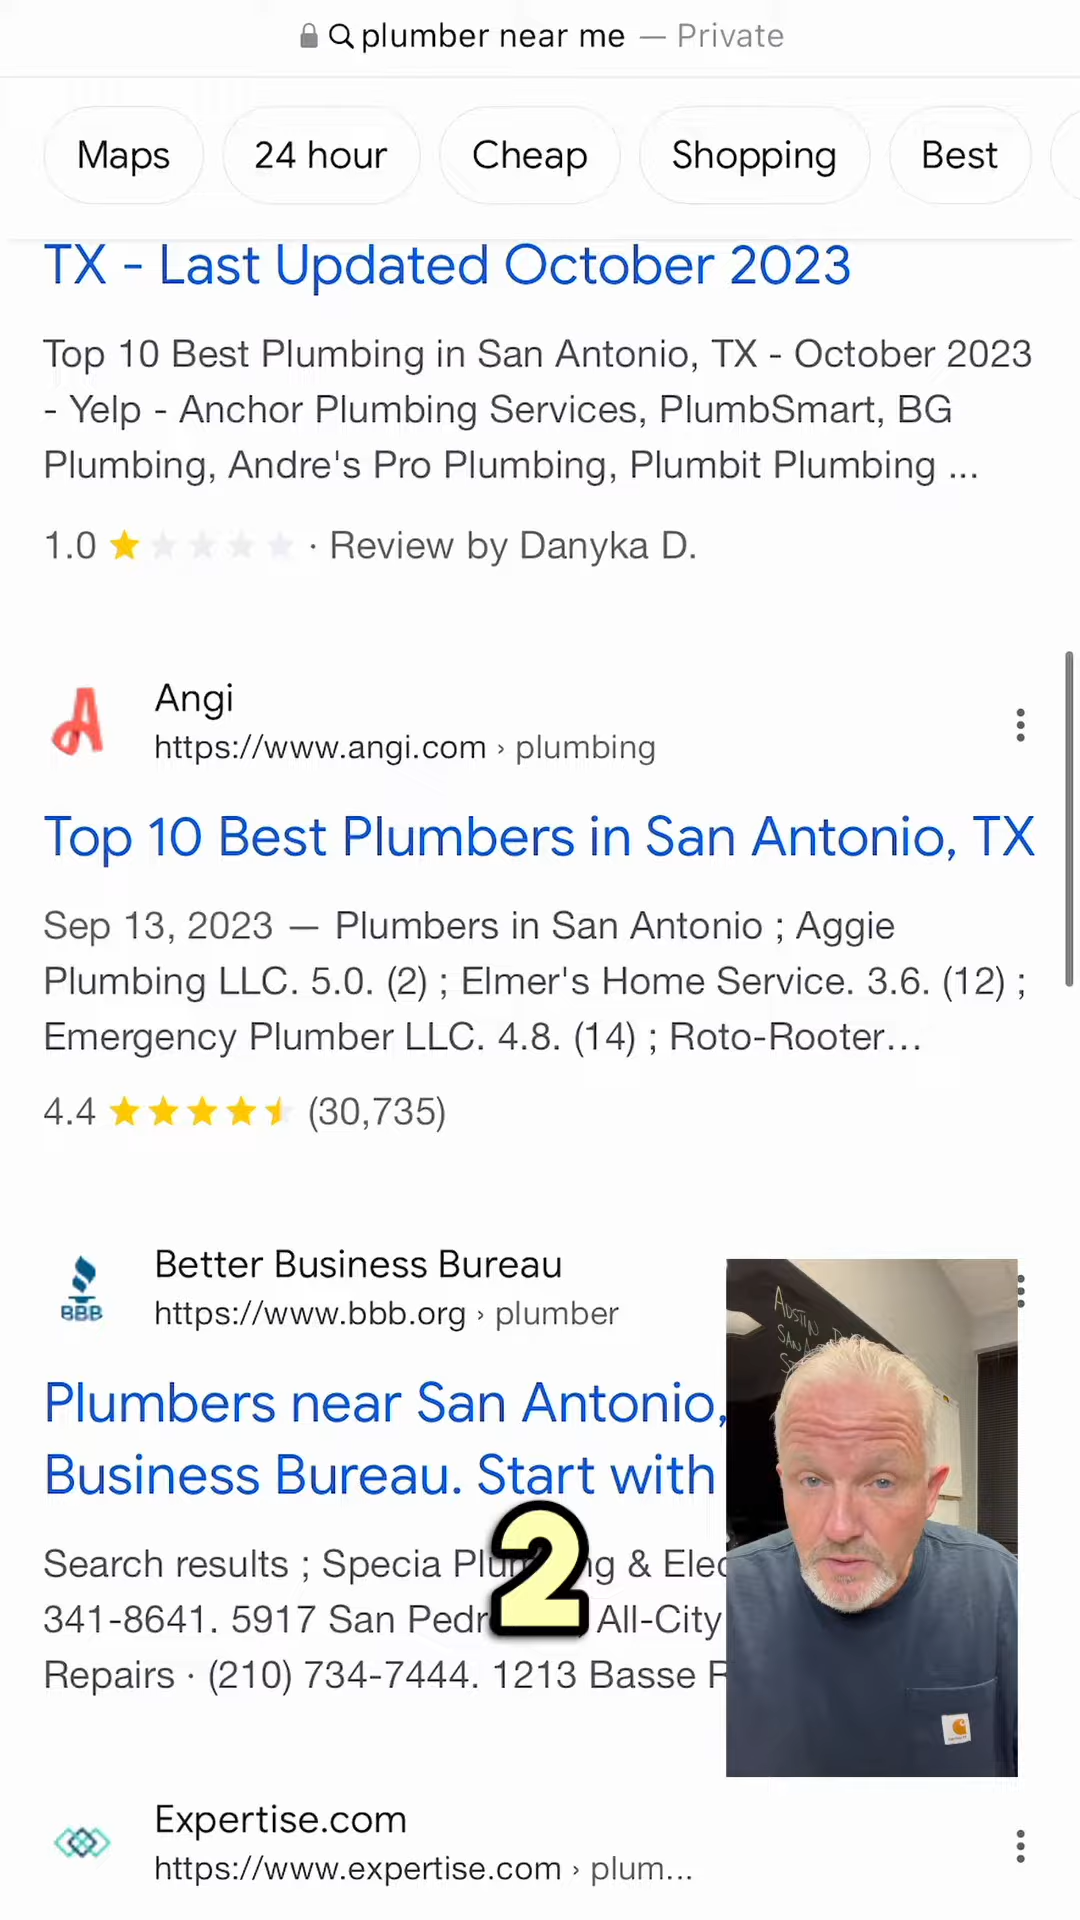 plumber near me — Private
Maps
24 hour
Cheap
Shopping
Best
TX - Last Updated October 2023
Top 10 Best Plumbing in San Antonio, TX - October 2023
- Yelp - Anchor Plumbing Services, PlumbSmart, BG
Plumbing, Andre's Pro Plumbing, Plumbit Plumbing ...
1.0 · Review by Danyka D.
Angi
https://www.angi.com › plumbing
Top 10 Best Plumbers in San Antonio, TX
Sep 13, 2023 — Plumbers in San Antonio ; Aggie
Plumbing LLC. 5.0. (2) ; Elmer's Home Service. 3.6. (12) ;
Emergency Plumber LLC. 4.8. (14) ; Roto-Rooter...
4.4 (30,735)
BBB
Better Business Bureau
https://www.bbb.org › plumber
Plumbers near San Antonio,
Business Bureau. Start with
Search results ; Specia & Elec
341-8641. 5917 San Pedr All-City
Repairs · (210) 734-7444. 1213 Basse R
2
AUSTIN
SAN
Expertise.com
https://www.expertise.com › plum...